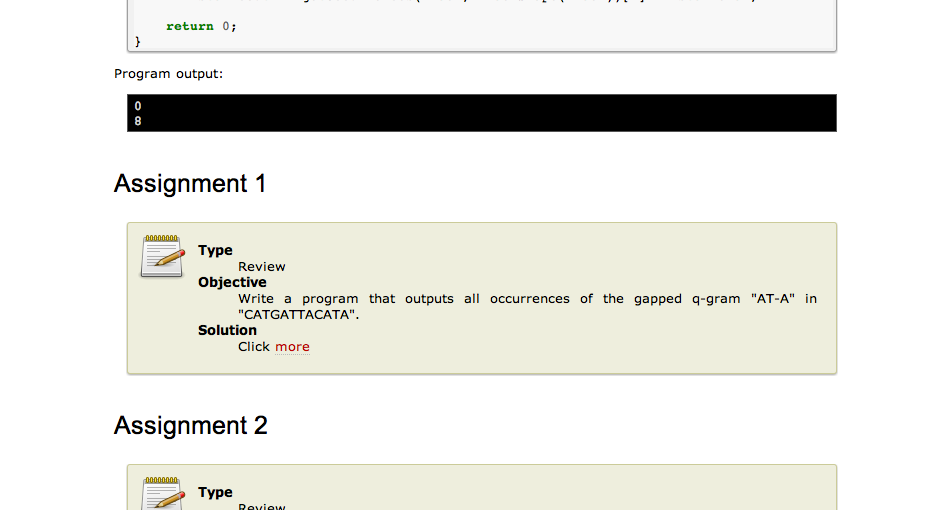 return 0;
}
Program output:
0
8
Assignment 1
Type
Review
Objective
Write a program that outputs all occurrences of the gapped q-gram "AT-A" in
"CATGATTACATA".
Solution
Click more
Assignment 2
Type
Review